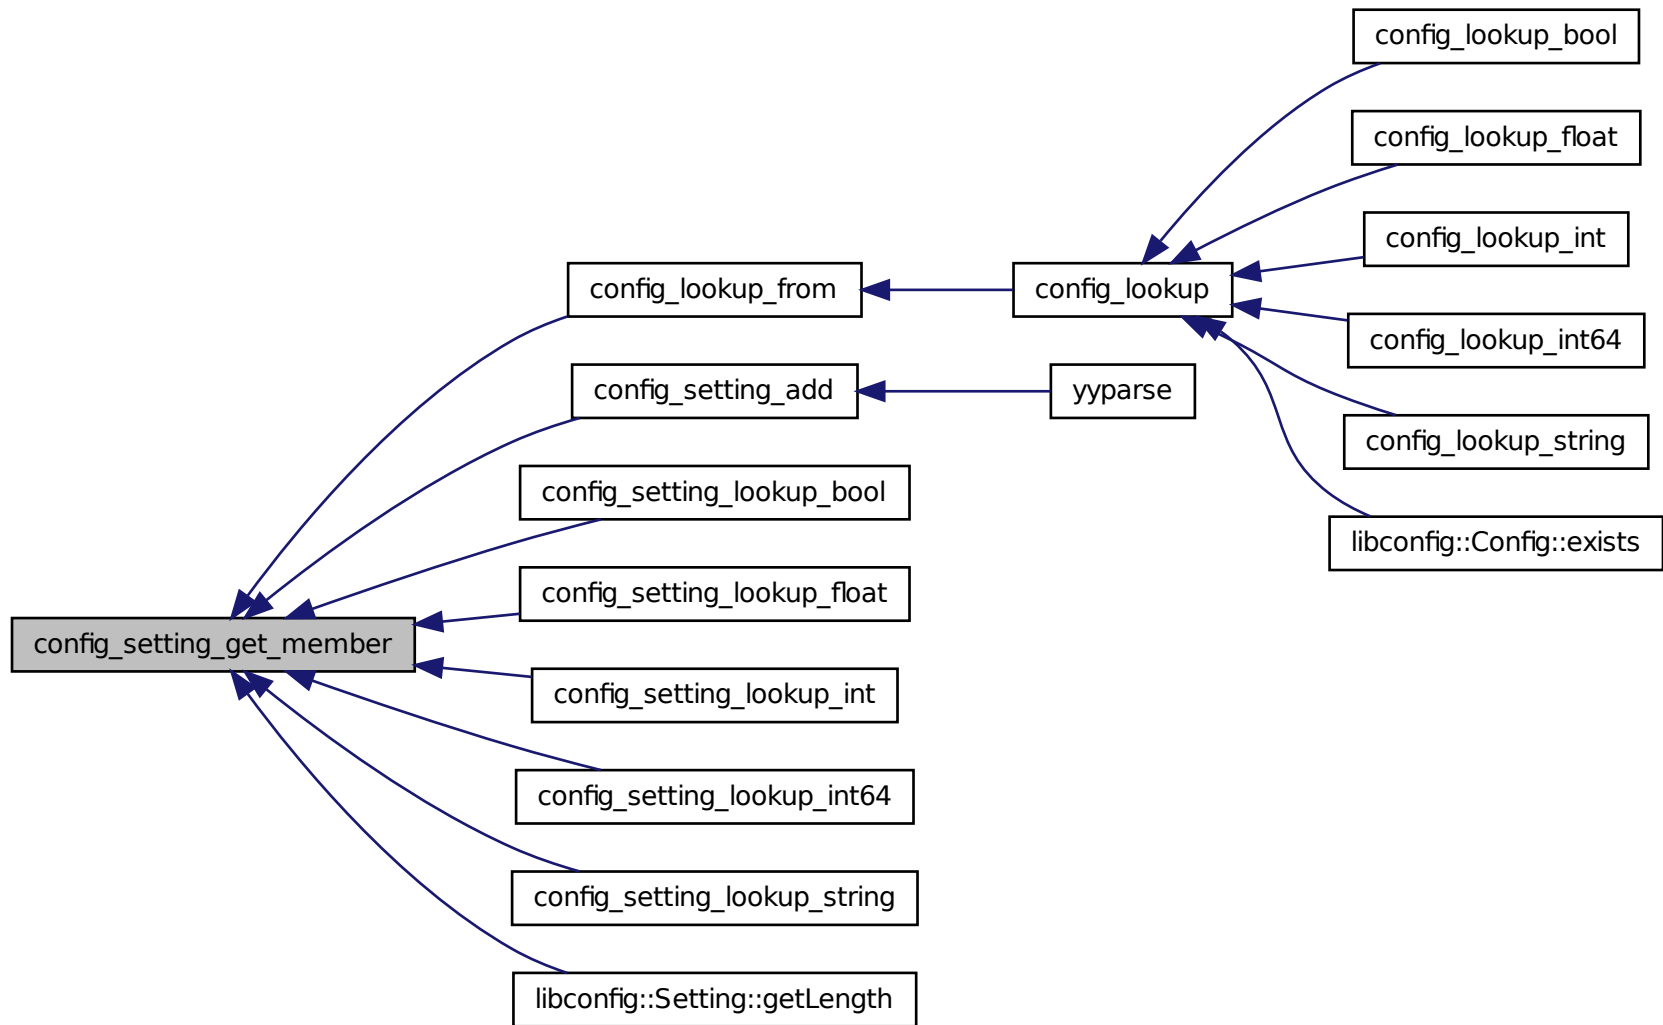 config_lookup_bool
config_lookup_float
config_lookup_int
config_lookup_from
config_lookup
config_lookup_int64
config_setting_add
yyparse
config_lookup_string
config_setting_lookup_bool
libconfig::Config::exists
config_setting_lookup_float
config_setting_get_member
config_setting_lookup_int
config_setting_lookup_int64
config_setting_lookup_string
libconfig::Setting::getLength